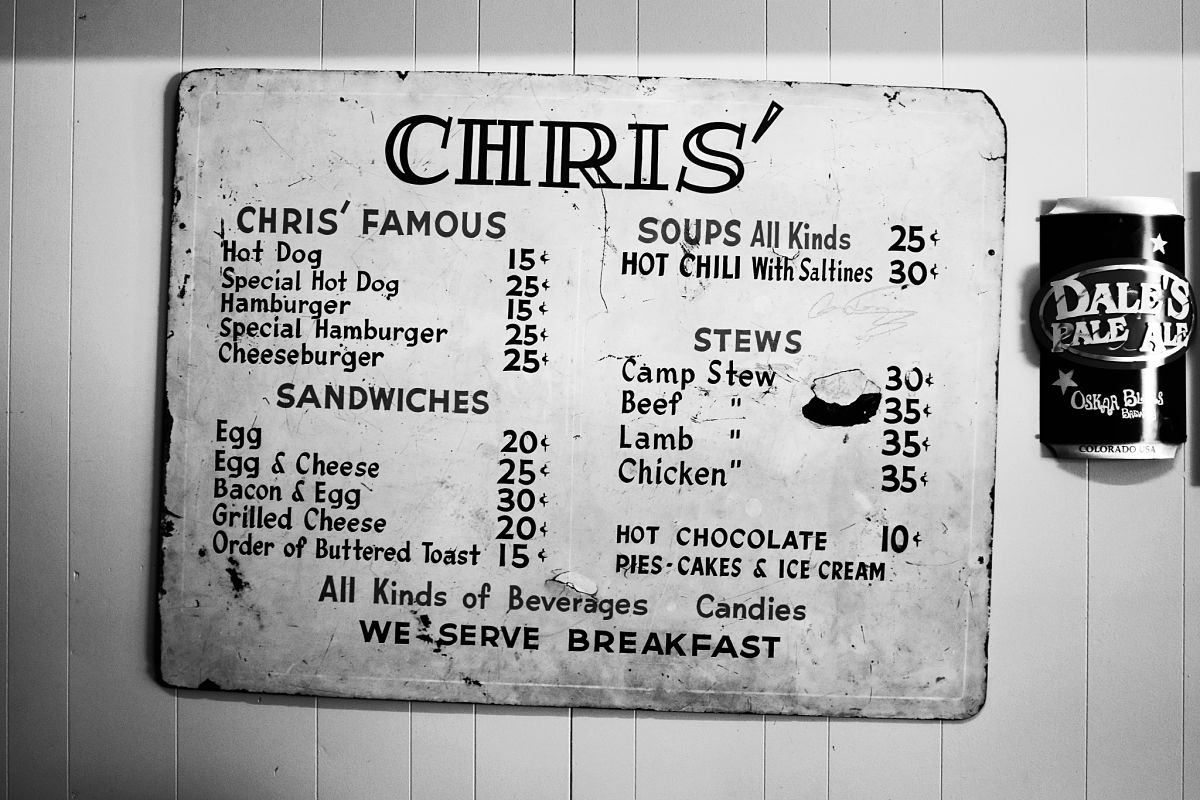 CHRIS'
CHRIS' FAMOUS
Hot Dog 15¢
Special Hot Dog 25¢
Hamburger 15¢
Special Hamburger 25¢
Cheeseburger 25¢
SANDWICHES
Egg 20¢
Egg & Cheese 25¢
Bacon & Egg 30¢
Grilled Cheese 20¢
Order of Buttered Toast 15¢
SOUPS All Kinds 25¢
HOT CHILI With Saltines 30¢
STEWS
Camp Stew 30¢
Beef " 35¢
Lamb " 35¢
Chicken " 35¢
HOT CHOCOLATE 10¢
PIES-CAKES & ICE CREAM
All Kinds of Beverages Candies
WE SERVE BREAKFAST
DALE'S
PALE ALE
OSKAR
COLORADO USA